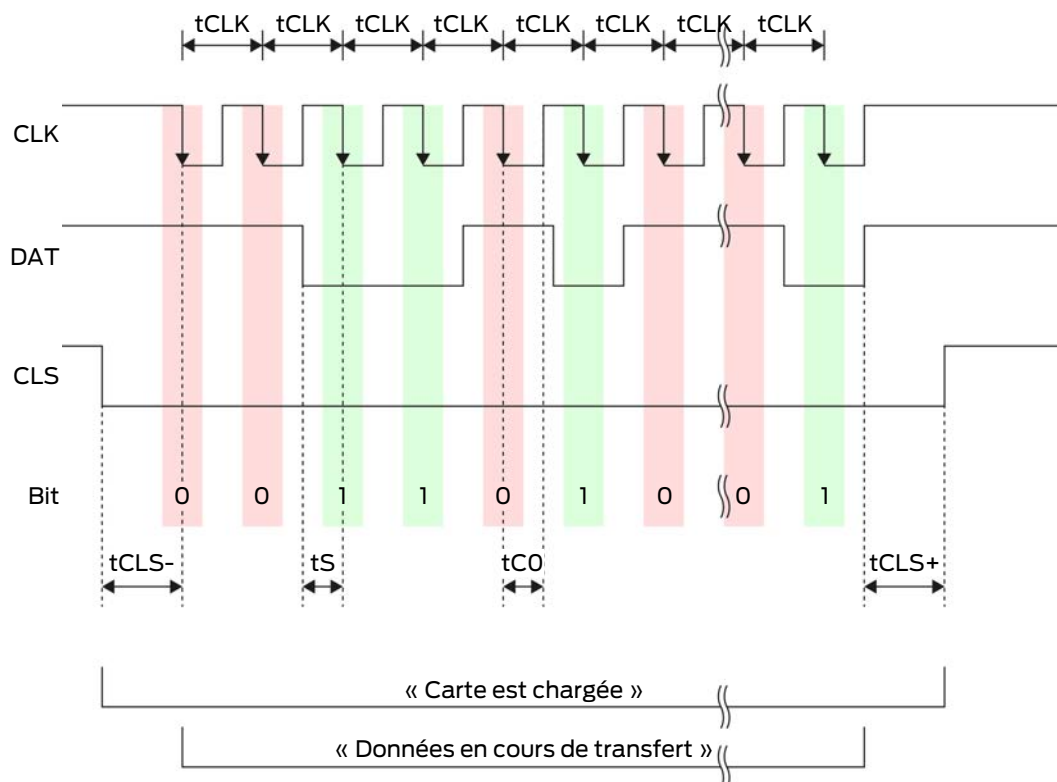 tCLK tCLK tCLK tCLK tCLK tCLK tCLK tCLK
CLK
DAT
CLS
Bit 0 0 1 1 0 1 0 0 1
tCLS- tS tC0 tCLS+
« Carte est chargée »
« Données en cours de transfert »